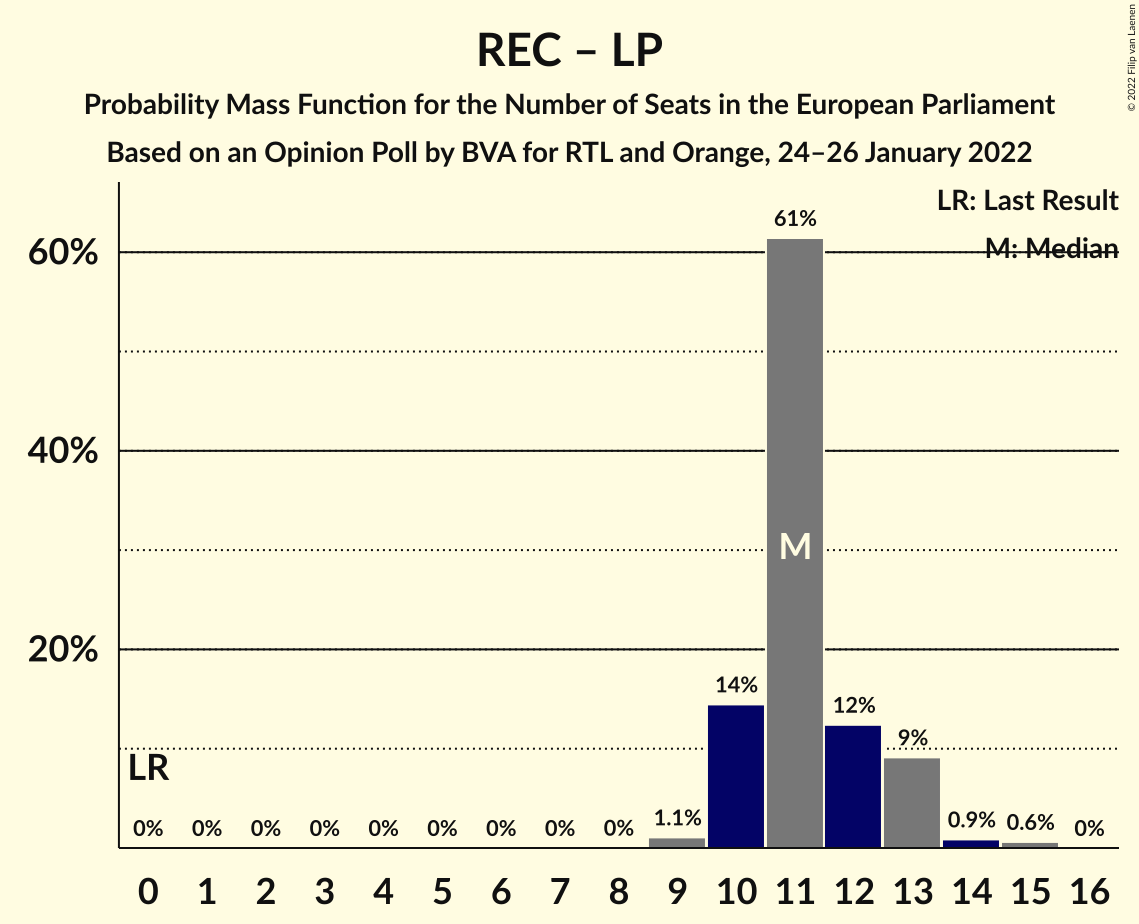 REC – LP
Probability Mass Function for the Number of Seats in the European Parliament
Based on an Opinion Poll by BVA for RTL and Orange, 24–26 January 2022
© 2022 Filip van Laenen
LR: Last Result
M: Median
60%
40%
20%
61%
M
14%
12%
9%
LR
0% 0% 0% 0% 0% 0% 0% 0% 0% 1.1% 0.9% 0.6% 0%
0 1 2 3 4 5 6 7 8 9 10 11 12 13 14 15 16